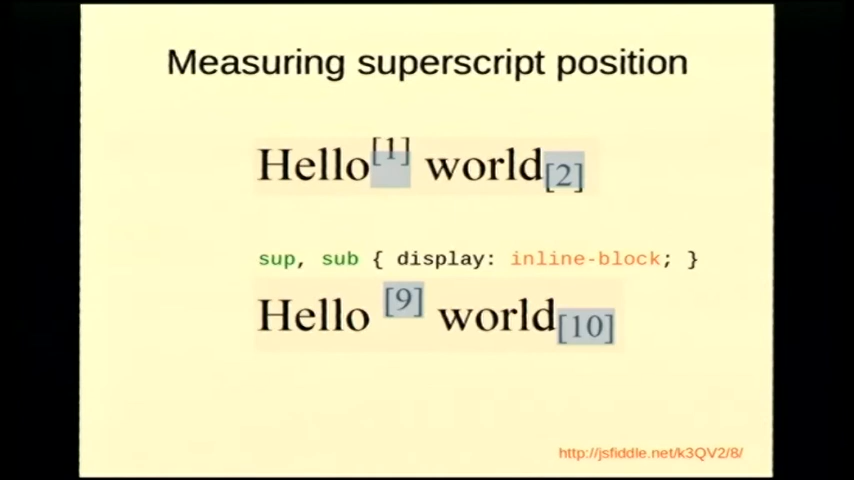 Measuring superscript position
Hello[1] world[2]
sup, sub { display: inline-block; }
Hello [9] world[10]
http://jsfiddle.net/k3QV2/8/